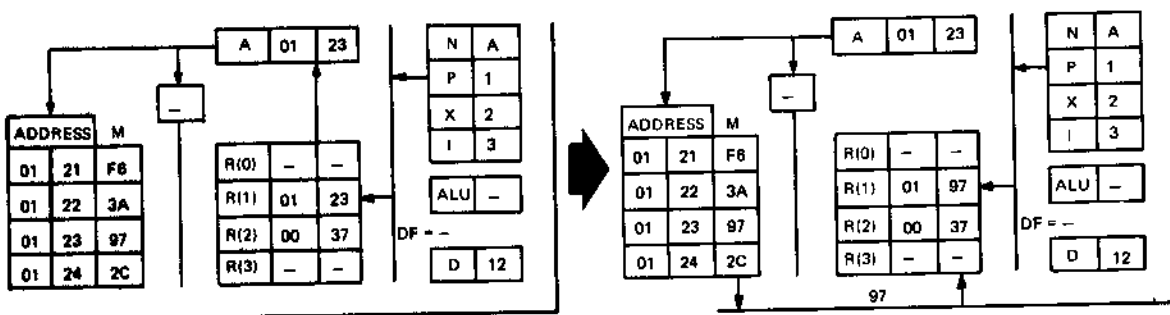 A 01 23
–
ADDRESS M
01 21 F6
01 22 3A
01 23 97
01 24 2C
R(0) – –
R(1) 01 23
R(2) 00 37
R(3) – –
N A
P 1
X 2
I 3
ALU –
DF = –
D 12
A 01 23
–
ADDRESS M
01 21 F6
01 22 3A
01 23 97
01 24 2C
R(0) – –
R(1) 01 97
R(2) 00 37
R(3) – –
N A
P 1
X 2
I 3
ALU –
DF = –
D 12
97